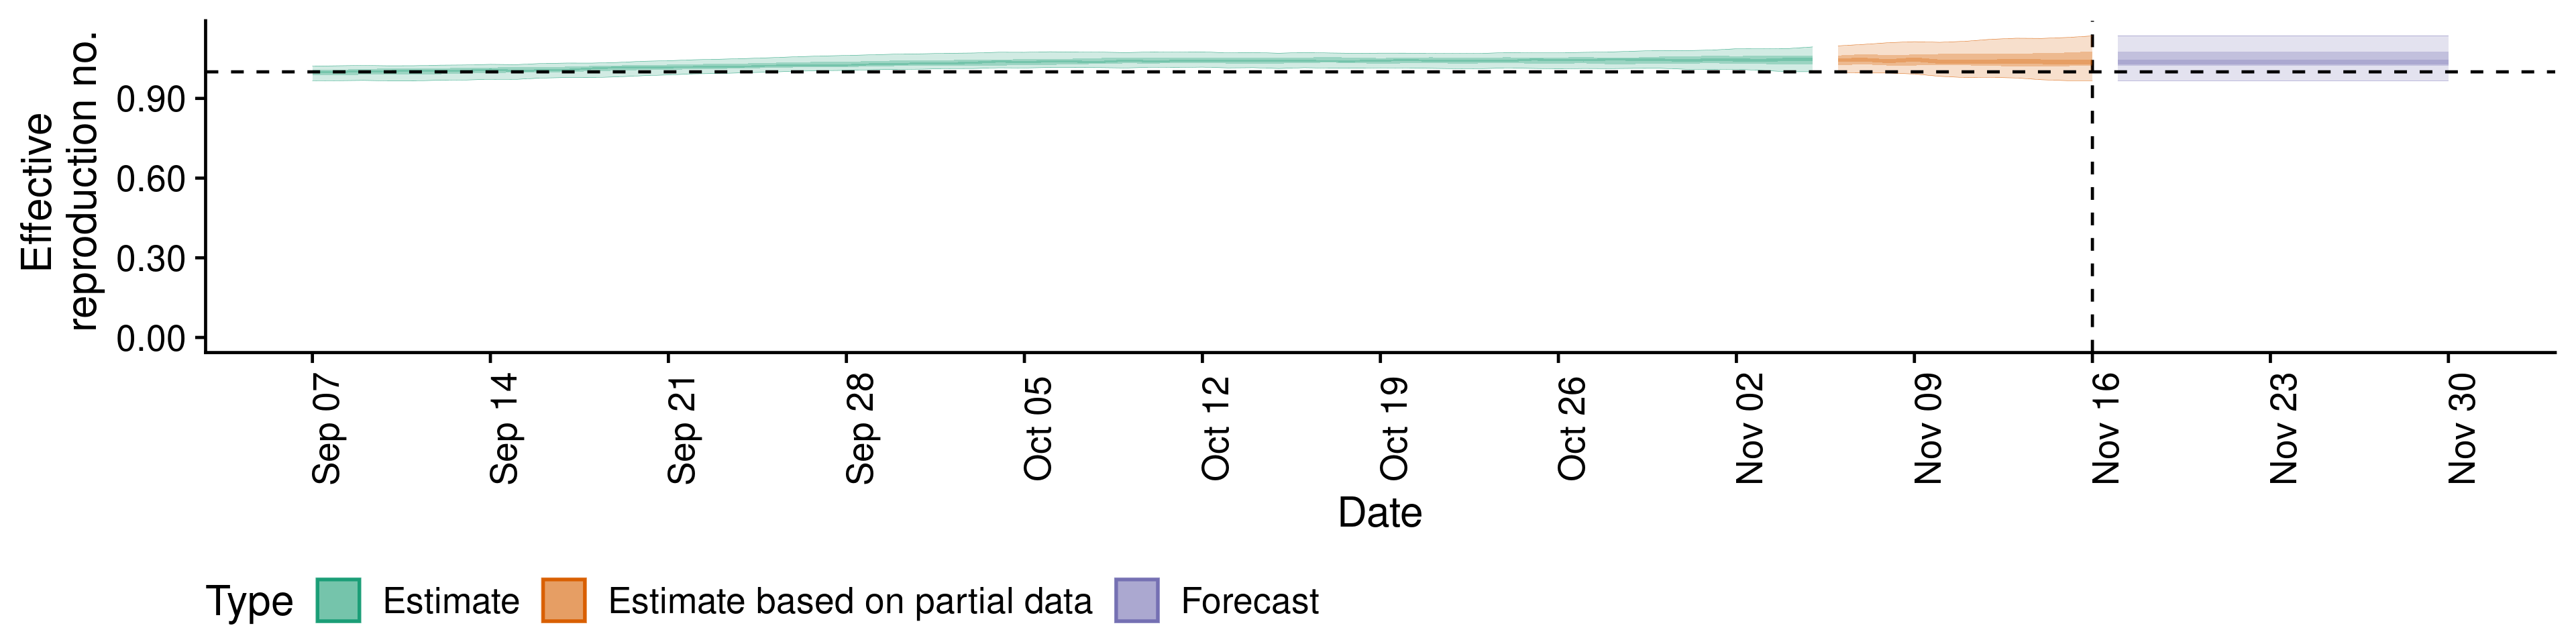 Effective
reproduction no.
0.90
0.60
0.30
0.00
Sep 07
Sep 14
Sep 21
Sep 28
Oct 05
Oct 12
Oct 19
Oct 26
Nov 02
Nov 09
Nov 16
Nov 23
Nov 30
Date
Type Estimate Estimate based on partial data Forecast